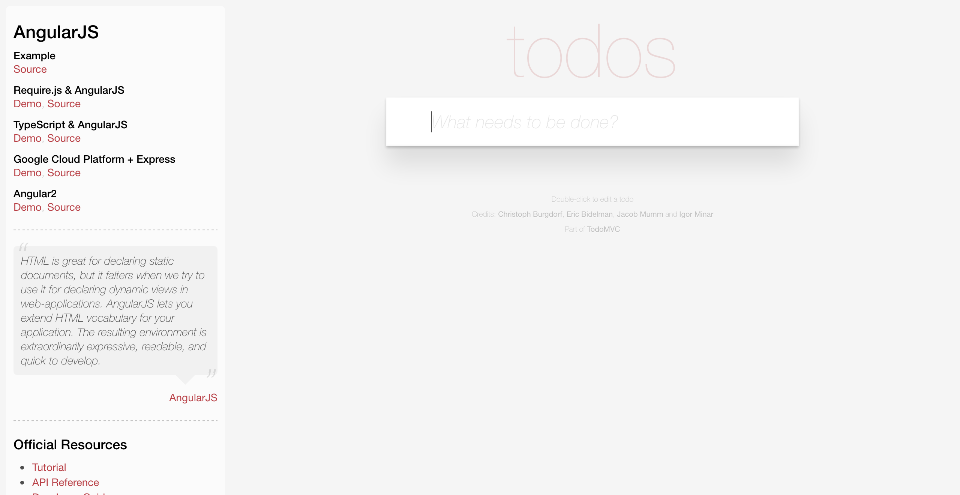 AngularJS
Example
Source
Require.js & AngularJS
Demo, Source
TypeScript & AngularJS
Demo, Source
Google Cloud Platform + Express
Demo, Source
Angular2
Demo, Source
“
HTML is great for declaring static
documents, but it falters when we try to
use it for declaring dynamic views in
web-applications. AngularJS lets you
extend HTML vocabulary for your
application. The resulting environment is
extraordinarily expressive, readable, and
quick to develop.
”
AngularJS
Official Resources
Tutorial
API Reference
todos
What needs to be done?
Double-click to edit a todo
Credits: Christoph Burgdorf, Eric Bidelman, Jacob Mumm and Igor Minar
Part of TodoMVC